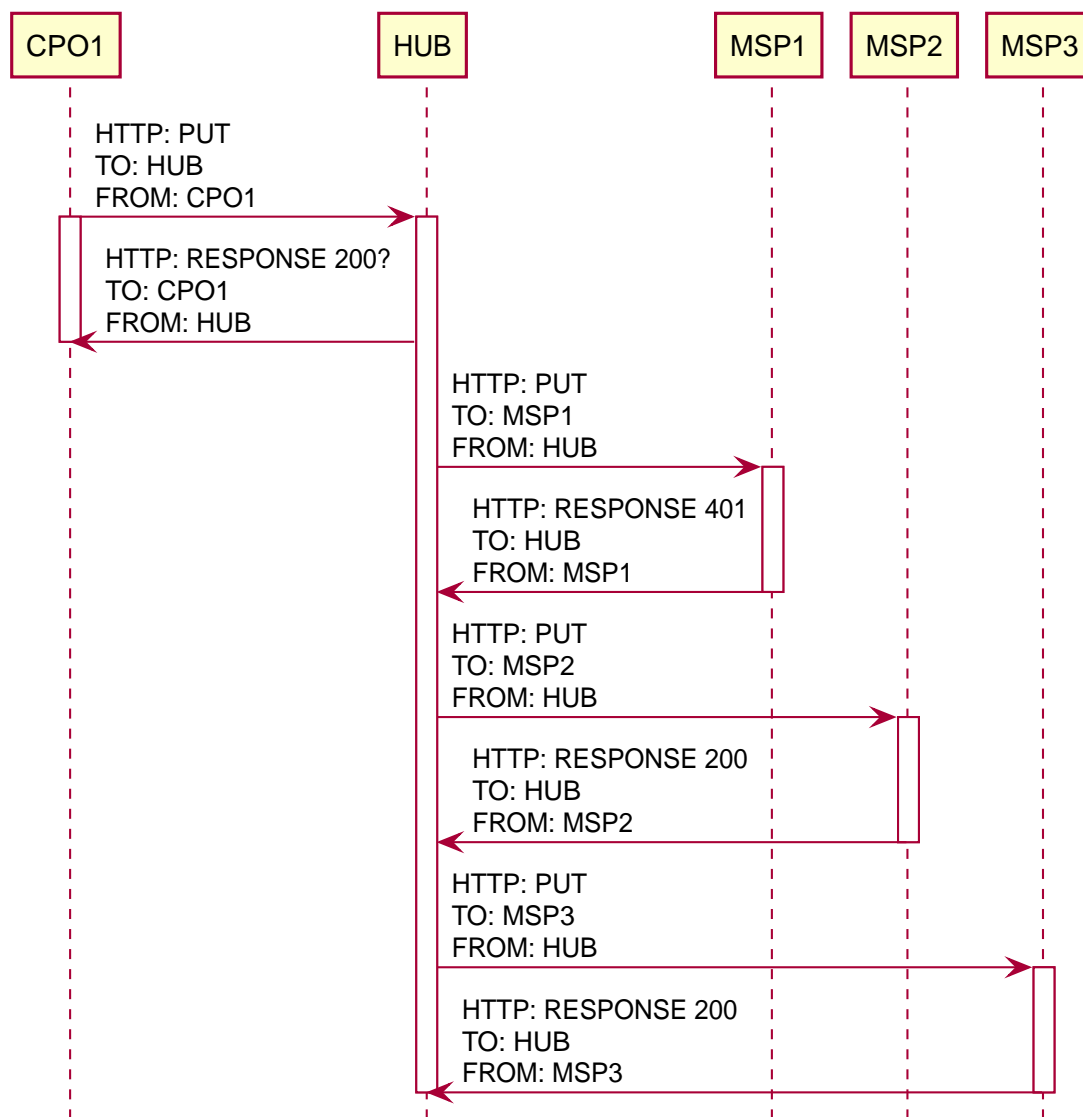 CPO1
HUB
MSP1
MSP2
MSP3
HTTP: PUT
TO: HUB
FROM: CPO1
HTTP: RESPONSE 200?
TO: CPO1
FROM: HUB
HTTP: PUT
TO: MSP1
FROM: HUB
HTTP: RESPONSE 401
TO: HUB
FROM: MSP1
HTTP: PUT
TO: MSP2
FROM: HUB
HTTP: RESPONSE 200
TO: HUB
FROM: MSP2
HTTP: PUT
TO: MSP3
FROM: HUB
HTTP: RESPONSE 200
TO: HUB
FROM: MSP3